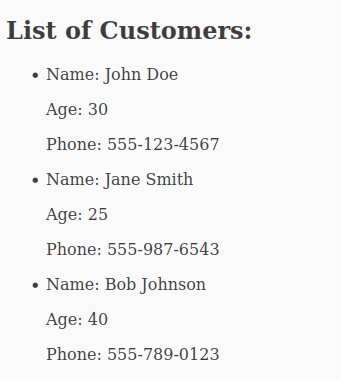 List of Customers:
• Name: John Doe
Age: 30
Phone: 555-123-4567
• Name: Jane Smith
Age: 25
Phone: 555-987-6543
• Name: Bob Johnson
Age: 40
Phone: 555-789-0123